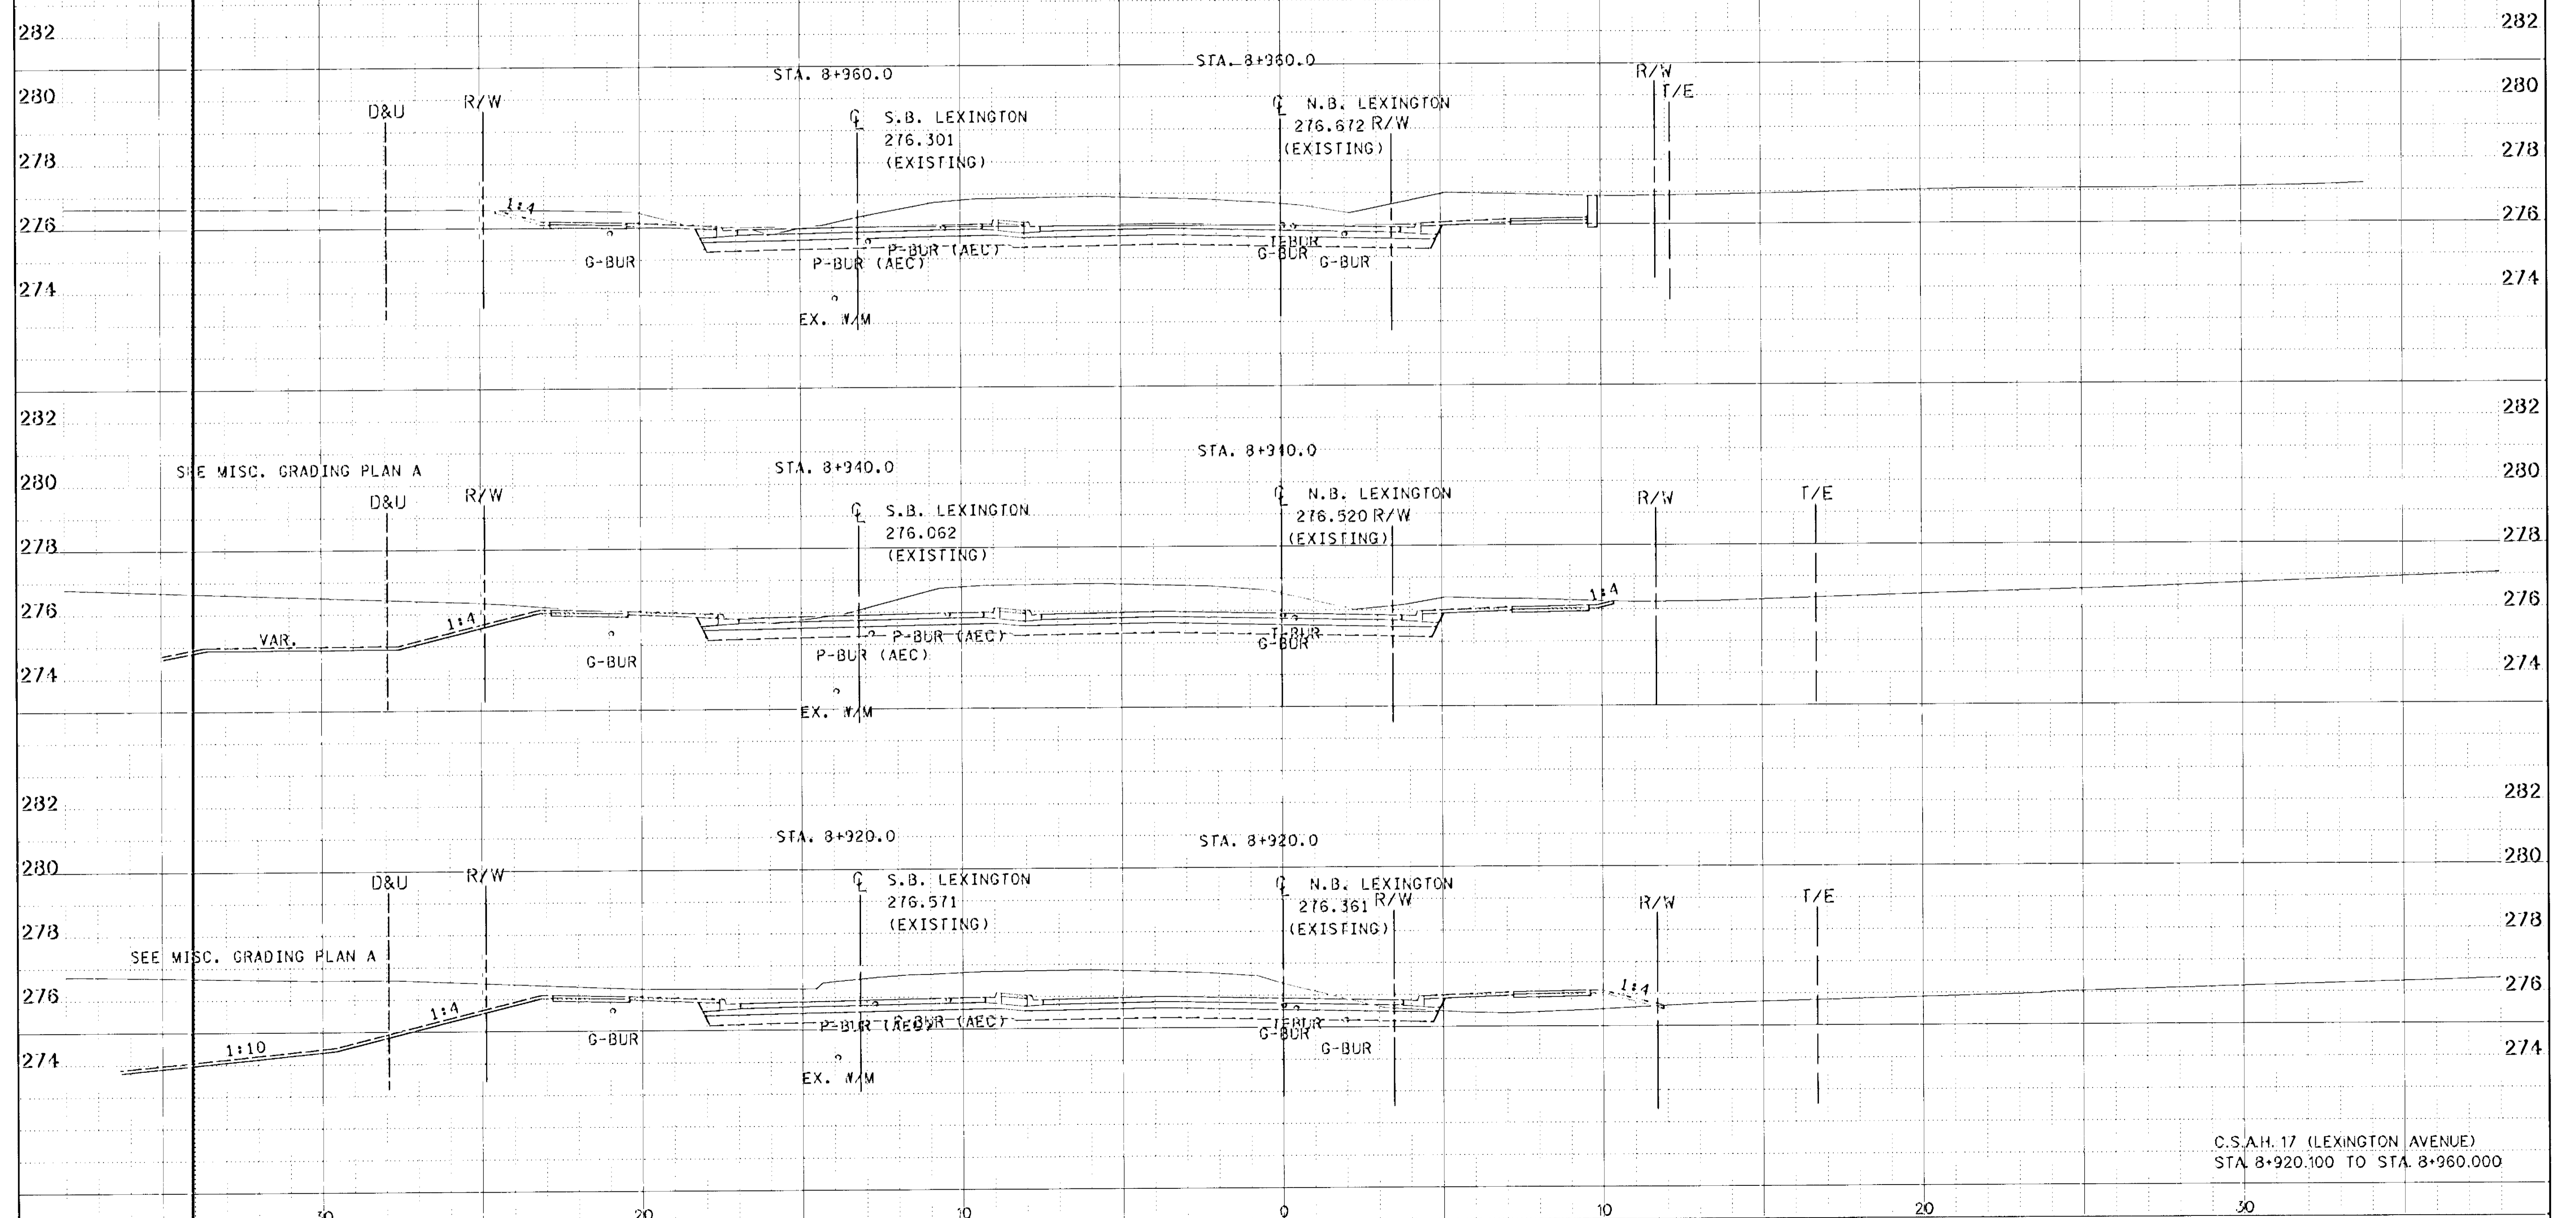 282 282
STA. 8+960.0 STA. 8+960.0
R/W
280 D&U R/W T/E 280
℄ S.B. LEXINGTON ℄ N.B. LEXINGTON
276.301 276.672 R/W
278 (EXISTING) (EXISTING) 278
276 1:4 276
G-BUR P-BUR (AEC) P-BUR (AEC) T-BUR G-BUR G-BUR
274 274
EX. W/M
282 282
SEE MISC. GRADING PLAN A STA. 8+940.0 STA. 8+940.0
280 D&U R/W R/W T/E 280
℄ S.B. LEXINGTON ℄ N.B. LEXINGTON
276.062 276.520 R/W
278 (EXISTING) (EXISTING) 278
276 1:4 1:4 276
VAR. P-BUR (AEC) T-BUR
G-BUR P-BUR (AEC) G-BUR
274 274
EX. W/M
282 282
STA. 8+920.0 STA. 8+920.0
280 280
D&U R/W ℄ S.B. LEXINGTON ℄ N.B. LEXINGTON R/W T/E
276.571 276.361 R/W
278 (EXISTING) (EXISTING) 278
SEE MISC. GRADING PLAN A
276 1:4 1:4 276
1:10 G-BUR P-BUR (AEC) P-BUR (AEC) T-BUR G-BUR G-BUR
274 274
EX. W/M
C.S.A.H. 17 (LEXINGTON AVENUE)
STA. 8+920.100 TO STA. 8+960.000
30 20 10 0 10 20 30